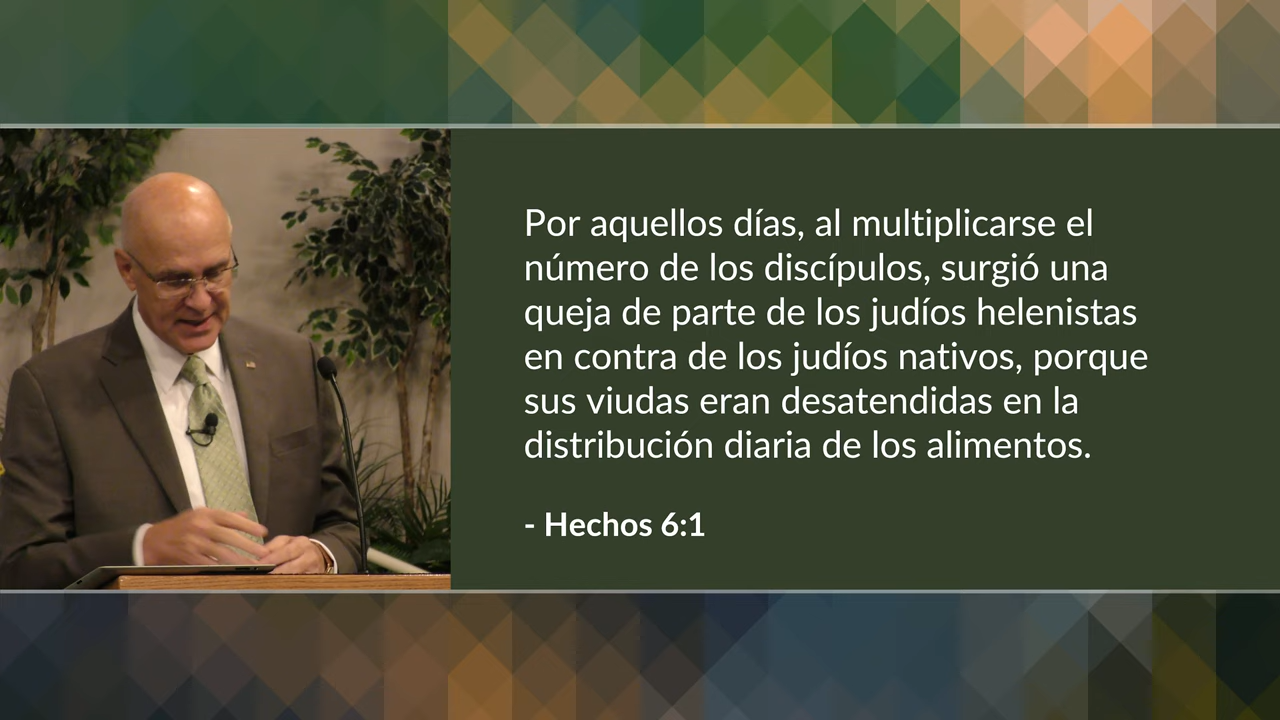 Por aquellos días, al multiplicarse el
número de los discípulos, surgió una
queja de parte de los judíos helenistas
en contra de los judíos nativos, porque
sus viudas eran desatendidas en la
distribución diaria de los alimentos.
- Hechos 6:1